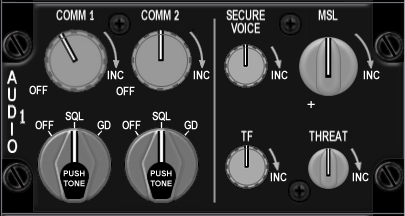 COMM 1
COMM 2
SECURE
VOICE
MSL
INC
INC
INC
INC
OFF
OFF
+
AUDIO
1
OFF
SQL
GD
OFF
SQL
GD
PUSH
TONE
PUSH
TONE
TF
THREAT
INC
INC